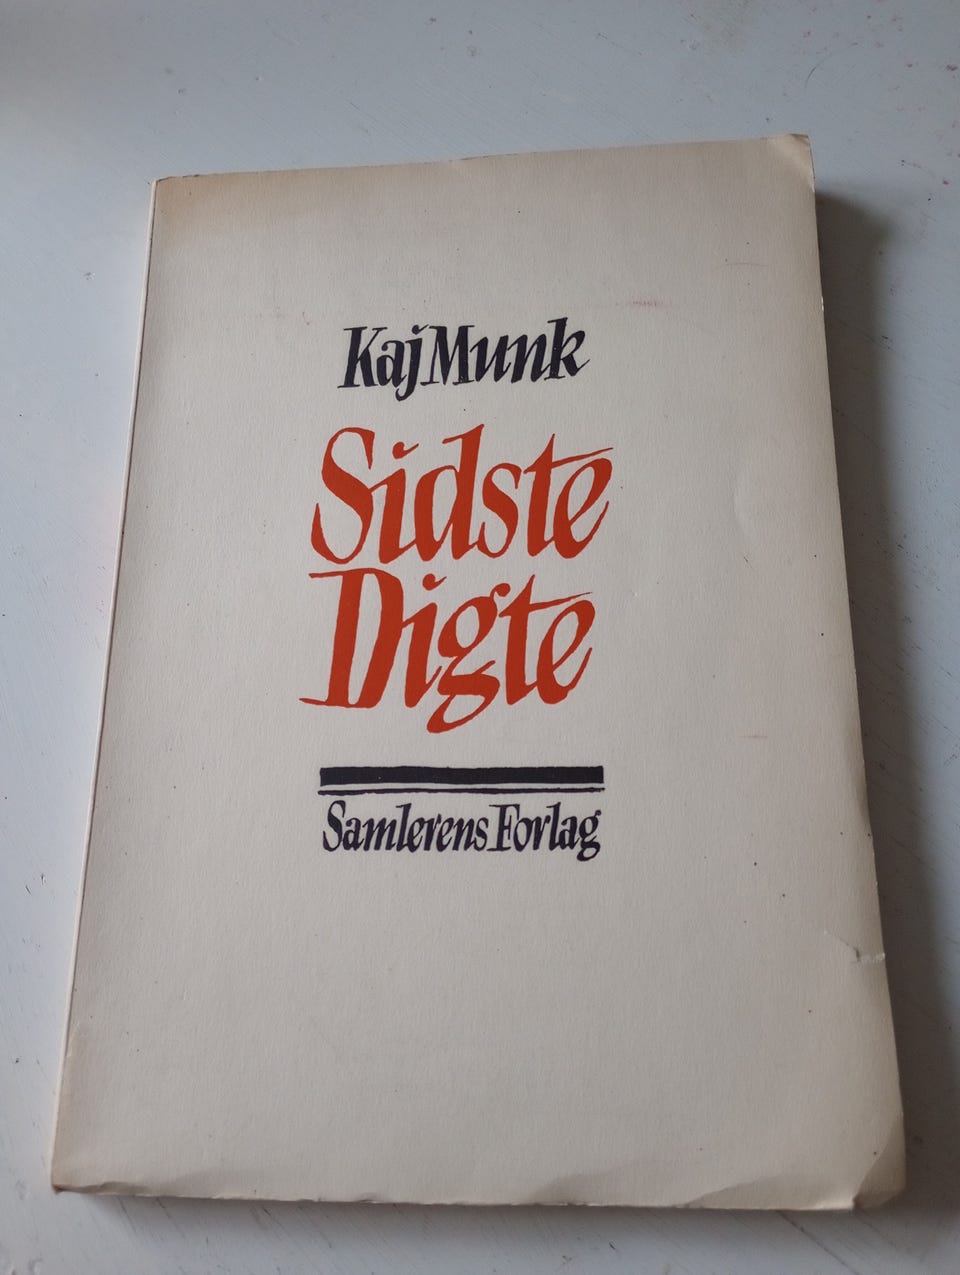 Kaj Munk
Sidste
Digte
Samlerens Forlag